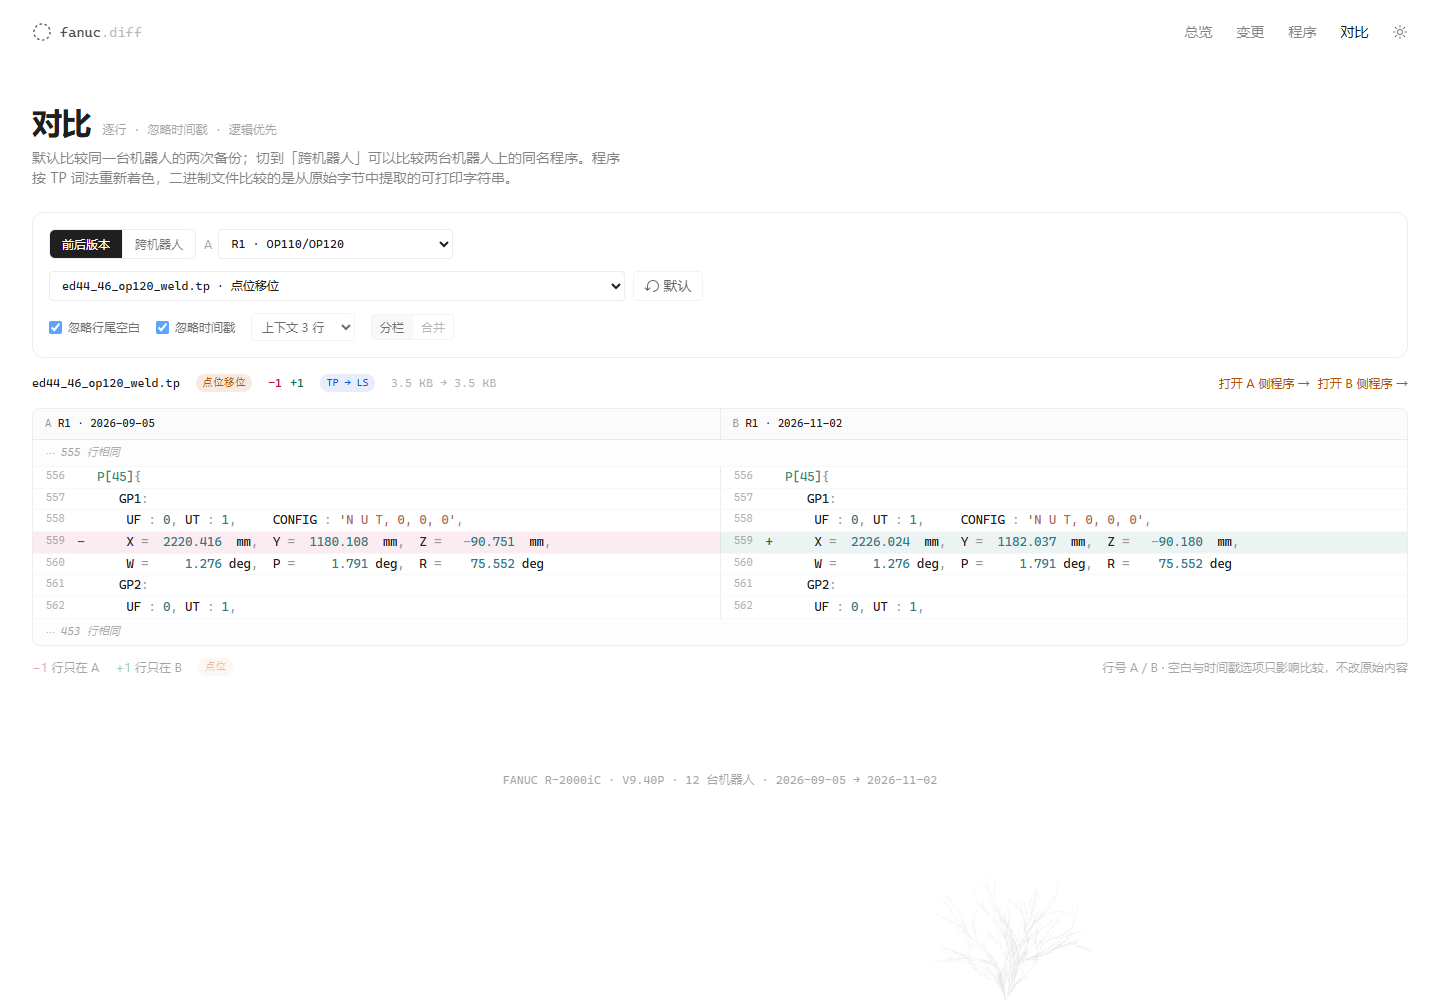 fanuc.diff
总览 变更 程序 对比
对比 逐行 · 忽略时间戳 · 逻辑优先
默认比较同一台机器人的两次备份；切到「跨机器人」可以比较两台机器人上的同名程序。程序
按 TP 词法重新着色，二进制文件比较的是从原始字节中提取的可打印字符串。
前后版本 跨机器人 A R1 · OP110/OP120
ed44_46_op120_weld.tp · 点位移位 默认
忽略行尾空白 忽略时间戳 上下文 3 行 分栏 合并
ed44_46_op120_weld.tp 点位移位 −1 +1 TP → LS 3.5 KB → 3.5 KB 打开 A 侧程序 → 打开 B 侧程序 →
A R1 · 2026-09-05 B R1 · 2026-11-02
··· 555 行相同
556 P[45]{ 556 P[45]{
557 GP1: 557 GP1:
558 UF : 0, UT : 1, CONFIG : 'N U T, 0, 0, 0', 558 UF : 0, UT : 1, CONFIG : 'N U T, 0, 0, 0',
559 − X = 2220.416 mm, Y = 1180.108 mm, Z = −90.751 mm, 559 + X = 2226.024 mm, Y = 1182.037 mm, Z = −90.180 mm,
560 W = 1.276 deg, P = 1.791 deg, R = 75.552 deg 560 W = 1.276 deg, P = 1.791 deg, R = 75.552 deg
561 GP2: 561 GP2:
562 UF : 0, UT : 1, 562 UF : 0, UT : 1,
··· 453 行相同
−1 行只在 A +1 行只在 B 点位 行号 A / B · 空白与时间戳选项只影响比较，不改原始内容
FANUC R-2000iC · V9.40P · 12 台机器人 · 2026-09-05 → 2026-11-02